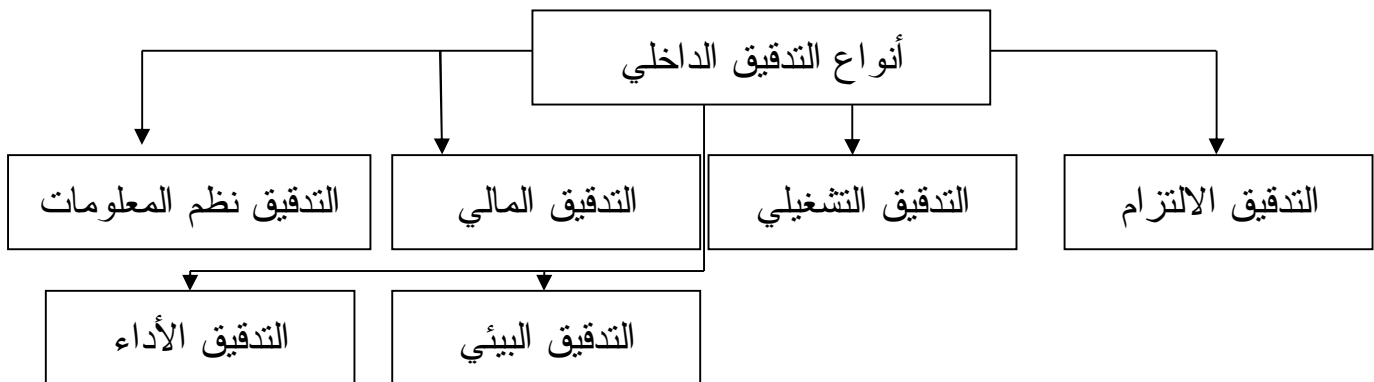 أنواع التدقيق الداخلي
التدقيق الالتزام
التدقيق التشغيلي
التدقيق المالي
التدقيق نظم المعلومات
التدقيق البيئي
التدقيق الأداء